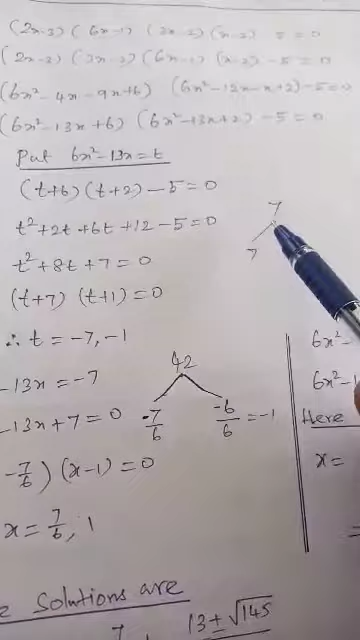 (2x-3) (6x-1) (3x-2) (x-2) - 5 = 0
(2x-3) (3x-2) (6x-1) (x-2) - 5 = 0
(6x²-4x-9x+6) (6x²-12x-x+2) - 5 = 0
(6x²-13x+6) (6x²-13x+2) - 5 = 0
Put 6x²-13x = t
(t+6) (t+2) - 5 = 0
t²+2t+6t+12-5 = 0
t²+8t+7 = 0
(t+7) (t+1) = 0
∴ t = -7, -1
-13x = -7
-13x+7 = 0
-7/6) (x-1) = 0
x = 7/6, 1
Solutions are
7, 13±√145
7
7
42
-7/6 -6/6 = -1
6x²-
6x²-1
Here
x =
=